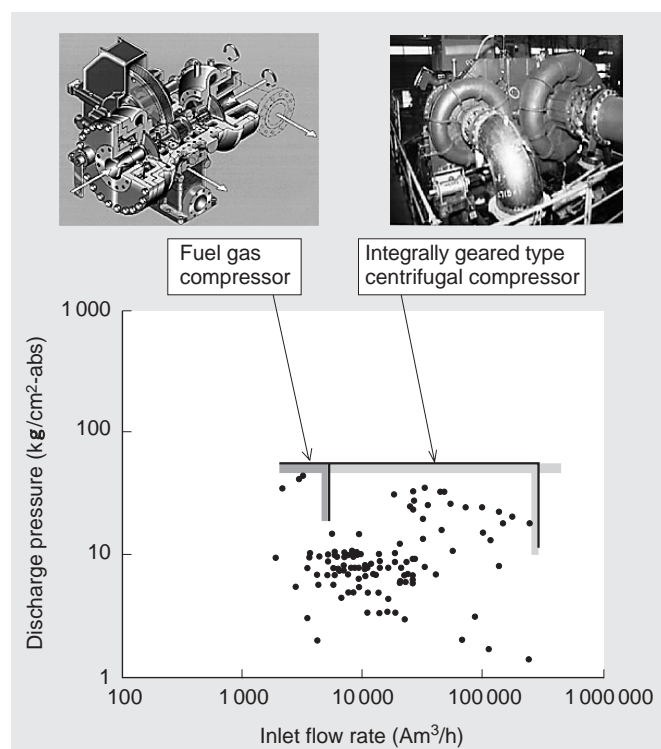 Fuel gas
compressor
Integrally geared type
centrifugal compressor
Discharge pressure (kg/cm²-abs)
1 000
100
10
1
100
1 000
10 000
100 000
1 000 000
Inlet flow rate (Am³/h)